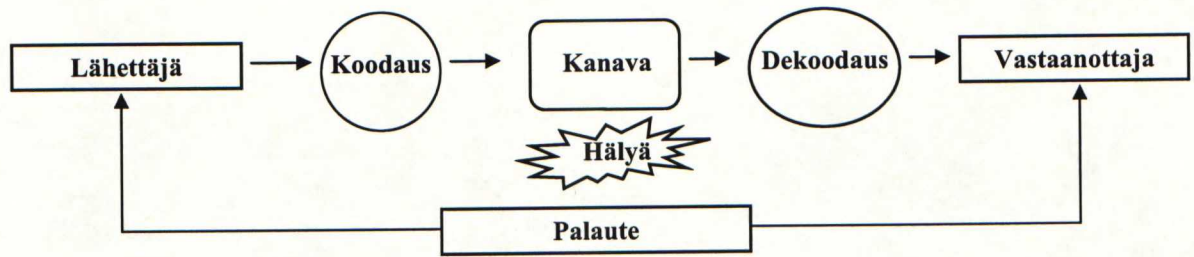 Lähettäjä
Koodaus
Kanava
Dekoodaus
Vastaanottaja
Hälyä
Palaute